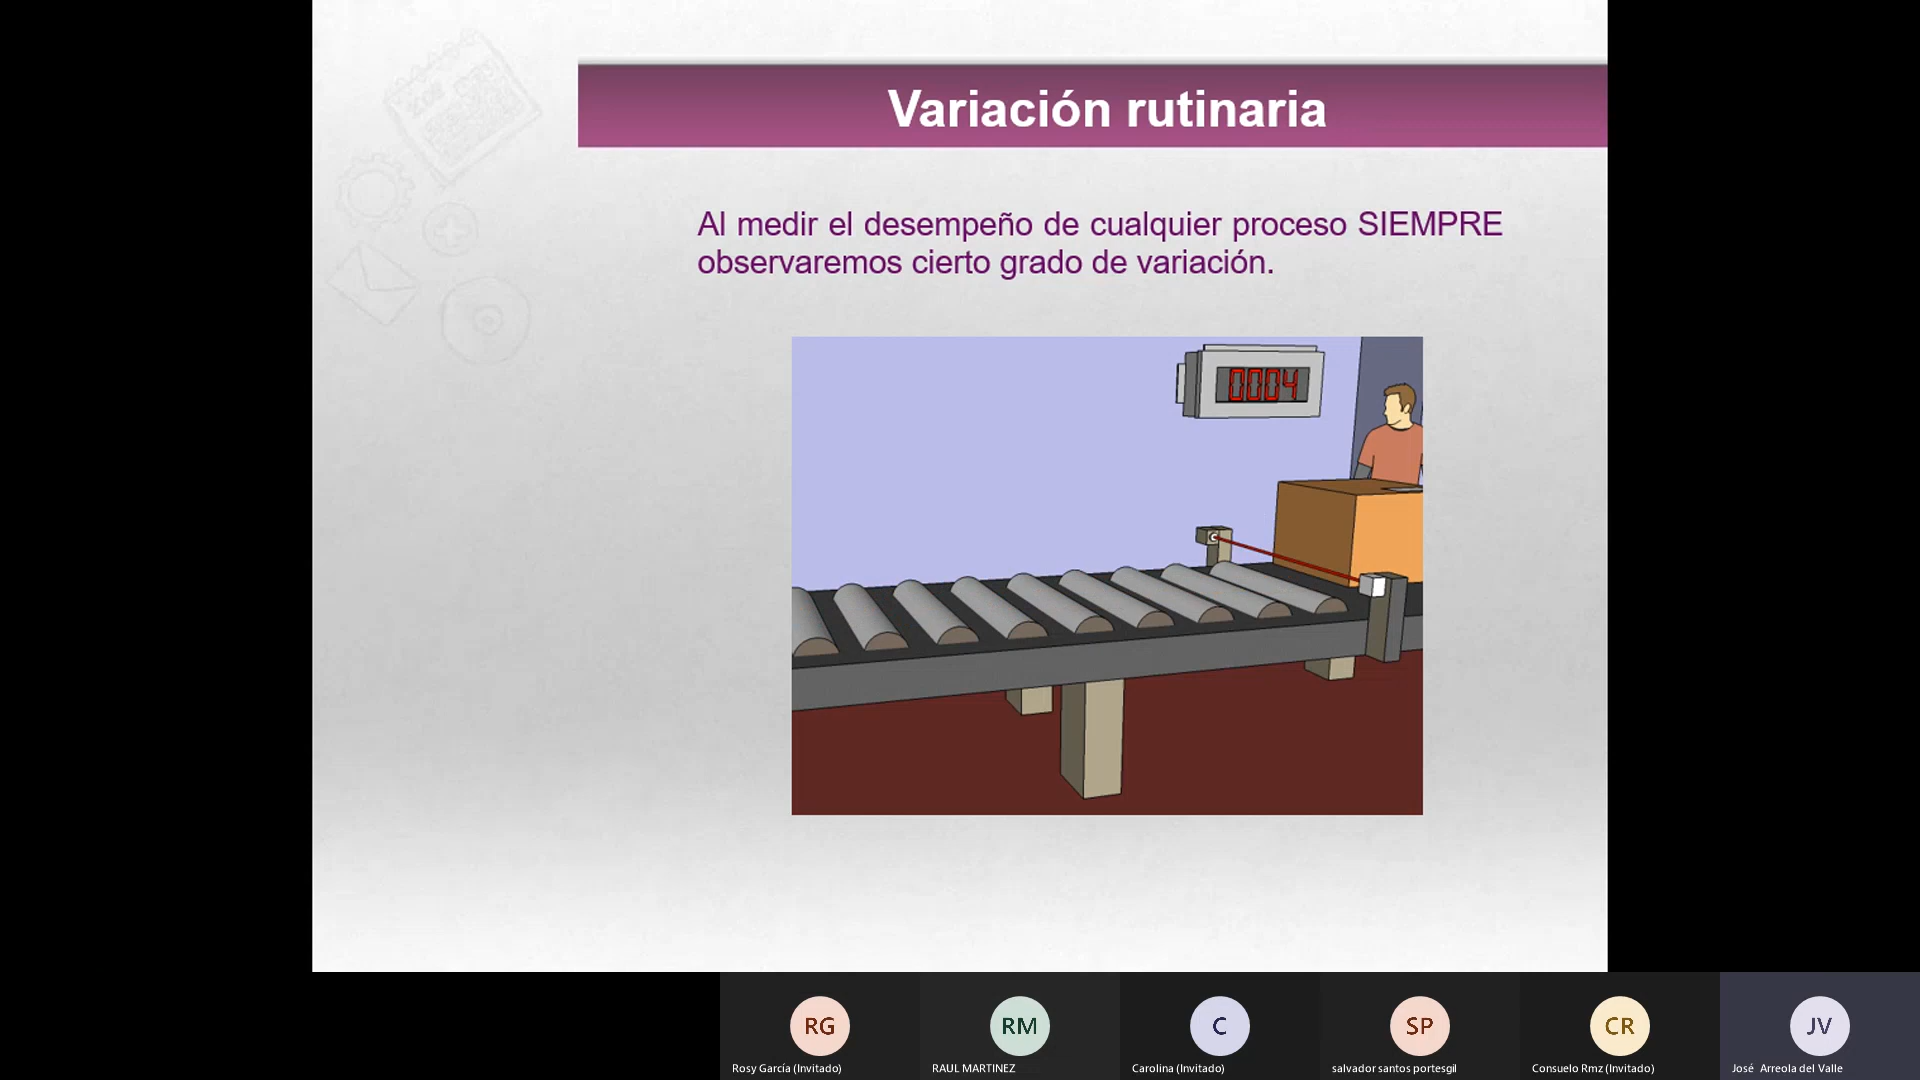 Variación rutinaria
Al medir el desempeño de cualquier proceso SIEMPRE
observaremos cierto grado de variación.
0004
RG
RM
C
SP
CR
JV
Rosy García (Invitado)
RAUL MARTINEZ
Carolina (Invitado)
salvador santos portesgil
Consuelo Rmz (Invitado)
José Arreola del Valle